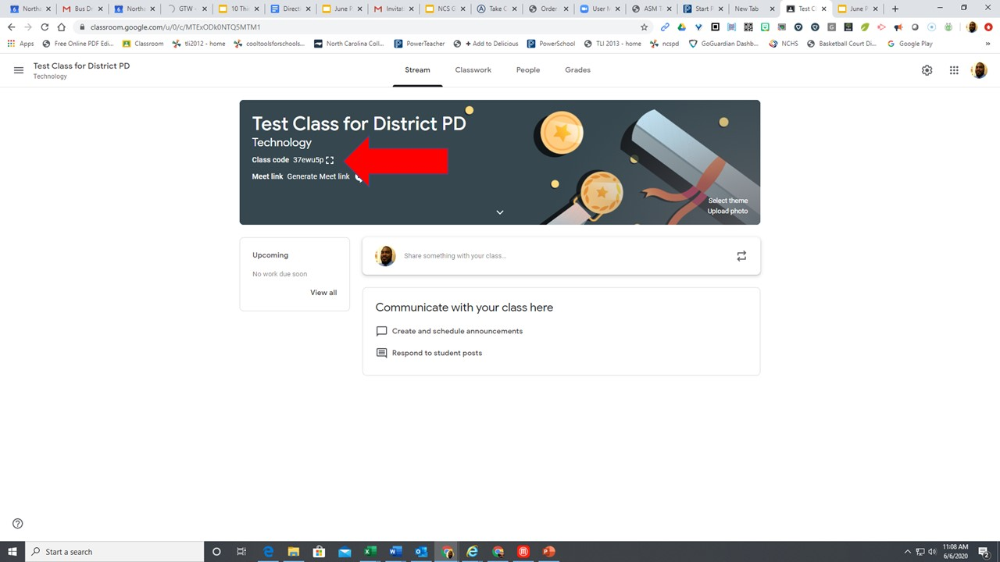 North
Bus D
North
GTW -
10 Th
Directi
June P
Invitat
NCS G
Take C
Order
User M
ASM T
Start P
New Tab
Test Cl
June P
classroom.google.com/u/0/c/MTExODk0NTQ5MTM1
Apps
Free Online PDF Edi...
Classroom
tli2012 - home
cooltoolsforschools...
North Carolina Coll...
PowerTeacher
+ Add to Delicious
PowerSchool
TLI 2013 - home
ncspd
GoGuardian Dashb...
NCHS
Basketball Court Di...
Google Play
»
Test Class for District PD
Technology
Stream
Classwork
People
Grades
Test Class for District PD
Technology
Class code 37ewu5p
Meet link Generate Meet link
Select theme
Upload photo
Upcoming
No work due soon
View all
Share something with your class...
Communicate with your class here
Create and schedule announcements
Respond to student posts
Start a search
11:08 AM
6/6/2020
2